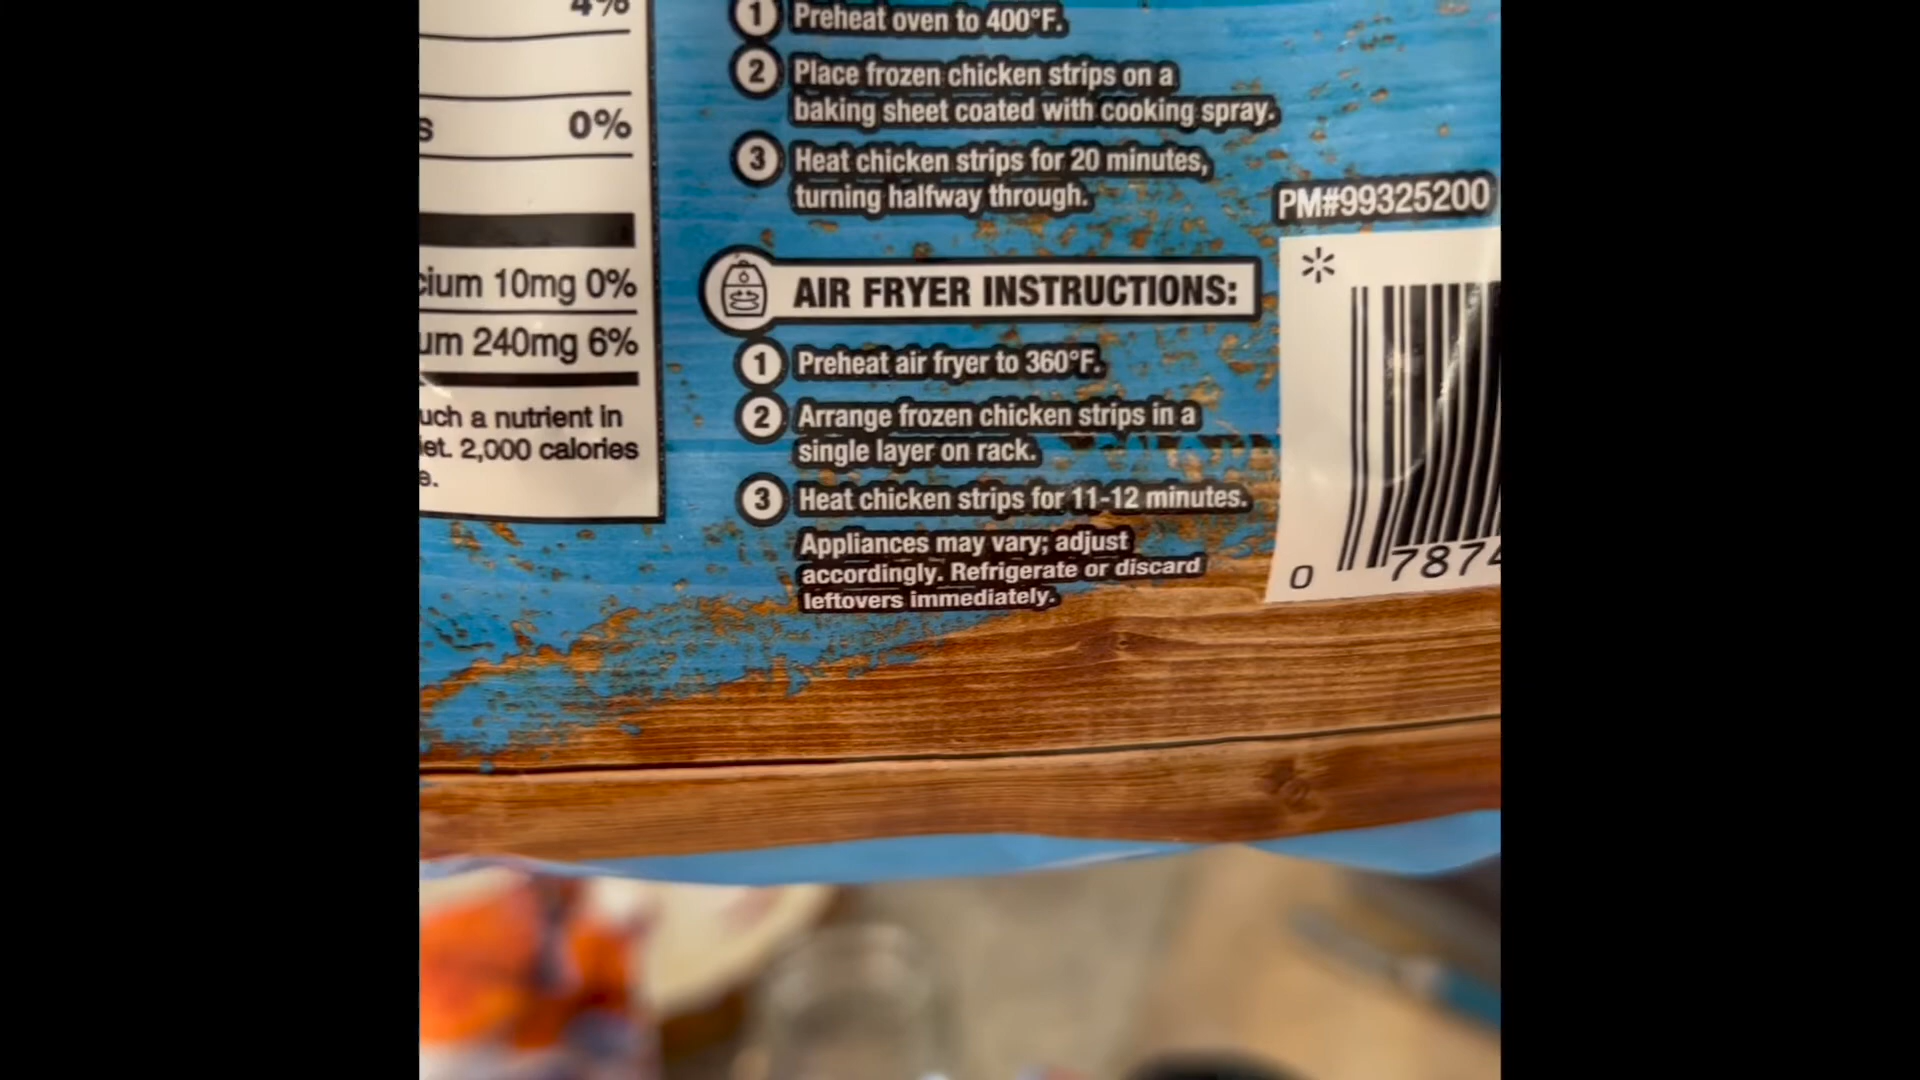 4%
s 0%
cium 10mg 0%
um 240mg 6%
uch a nutrient in
iet. 2,000 calories
e.
1 Preheat oven to 400°F.
2 Place frozen chicken strips on a
baking sheet coated with cooking spray.
3 Heat chicken strips for 20 minutes,
turning halfway through.
AIR FRYER INSTRUCTIONS:
1 Preheat air fryer to 360°F.
2 Arrange frozen chicken strips in a
single layer on rack.
3 Heat chicken strips for 11-12 minutes.
Appliances may vary; adjust
accordingly. Refrigerate or discard
leftovers immediately.
PM#99325200
*
0 7874